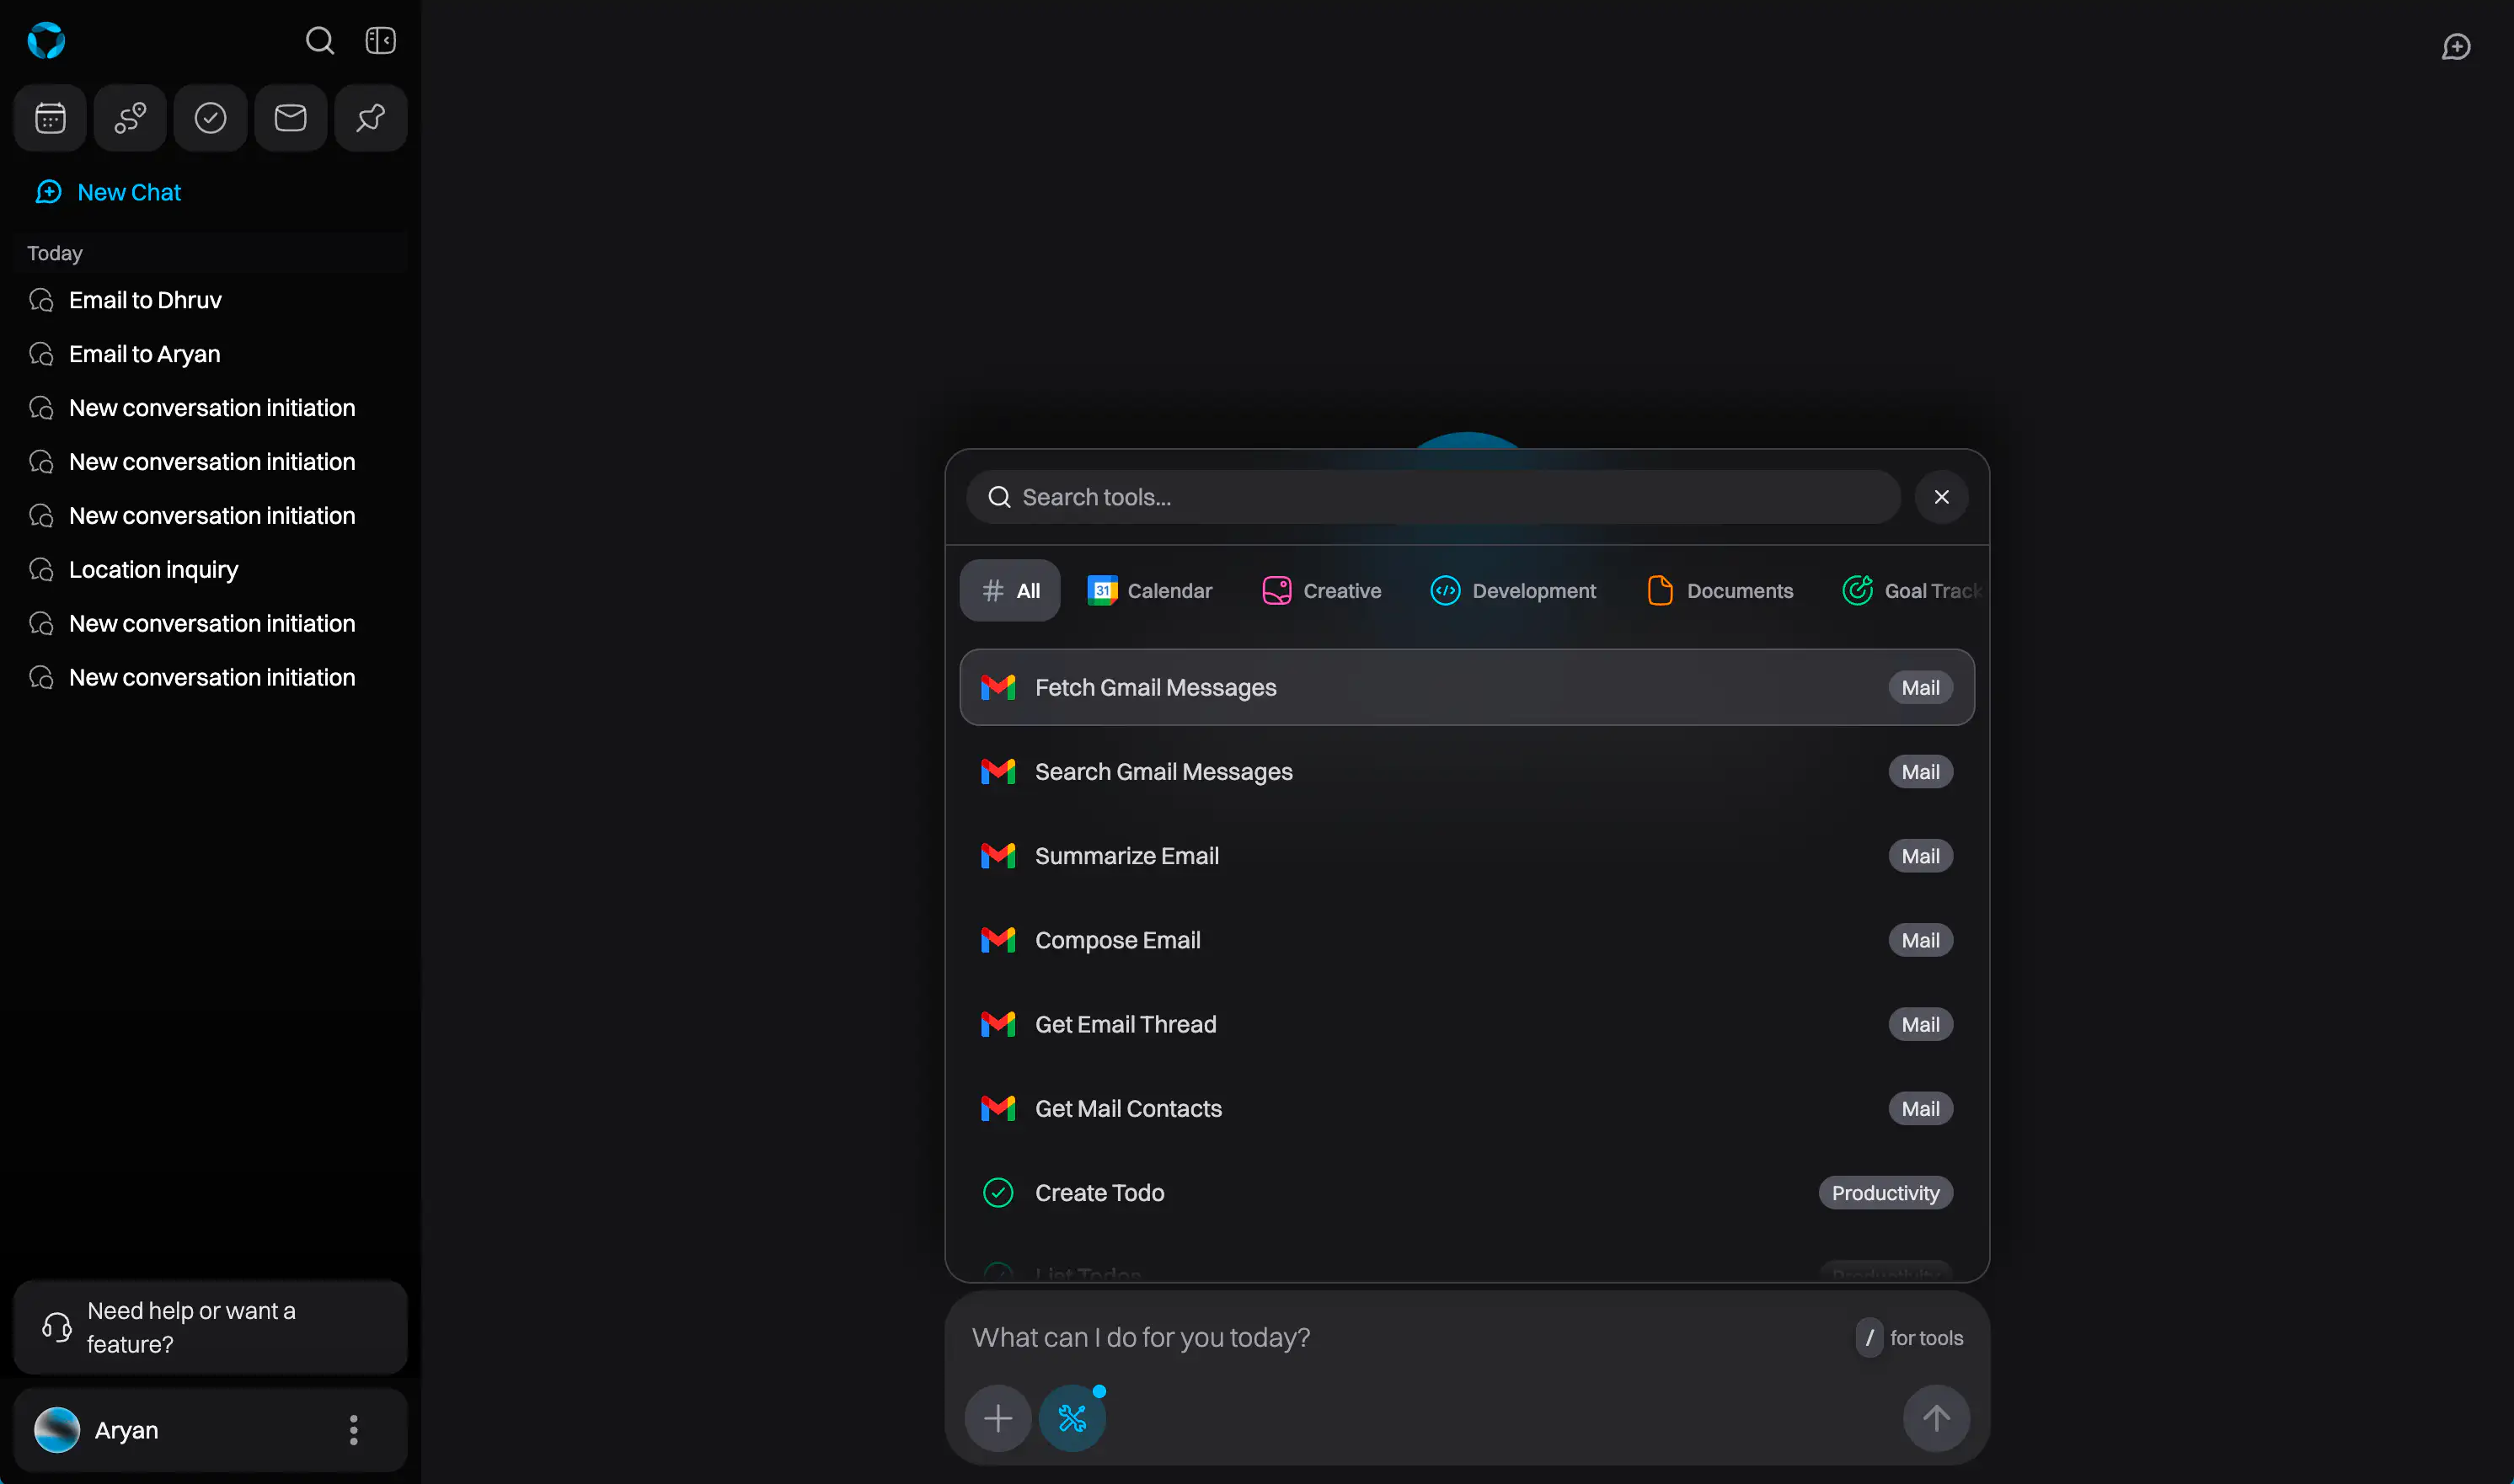 New Chat
Today
Email to Dhruv
Email to Aryan
New conversation initiation
New conversation initiation
New conversation initiation
Location inquiry
New conversation initiation
New conversation initiation
Need help or want a
feature?
Aryan
Search tools...
All
31
Calendar
Creative
Development
Documents
Goal Track
Fetch Gmail Messages
Mail
Search Gmail Messages
Mail
Summarize Email
Mail
Compose Email
Mail
Get Email Thread
Mail
Get Mail Contacts
Mail
Create Todo
Productivity
List Todos
Productivity
What can I do for you today?
/ for tools